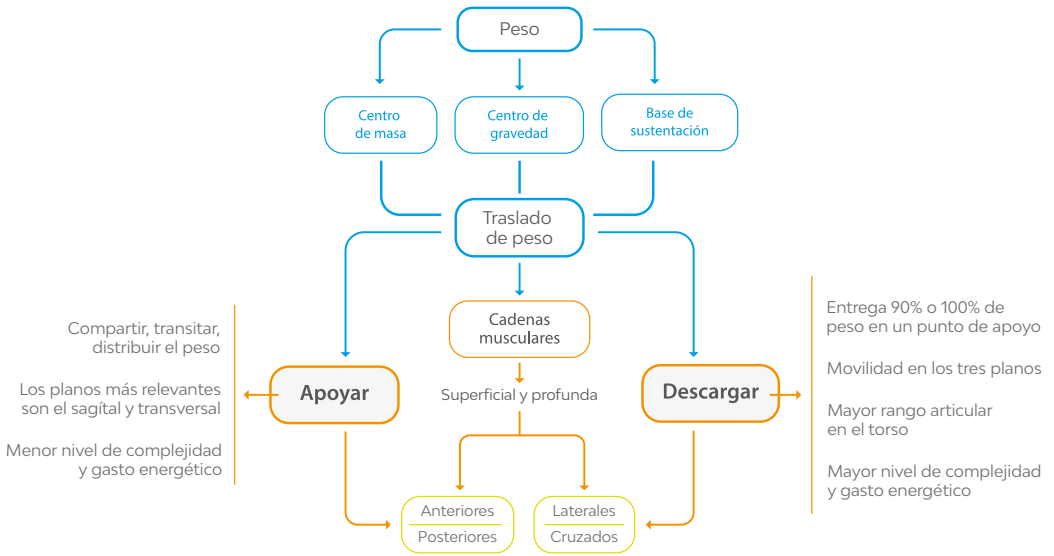 Peso
Centro
de masa
Centro de
gravedad
Base de
sustentación
Traslado
de peso
Compartir, transitar,
distribuir el peso
Los planos más relevantes
son el sagítal y transversal
Menor nivel de complejidad
y gasto energético
Apoyar
Cadenas
musculares
Superficial y profunda
Descargar
Entrega 90% o 100% de
peso en un punto de apoyo
Movilidad en los tres planos
Mayor rango articular
en el torso
Mayor nivel de complejidad
y gasto energético
Anteriores
Posteriores
Laterales
Cruzados